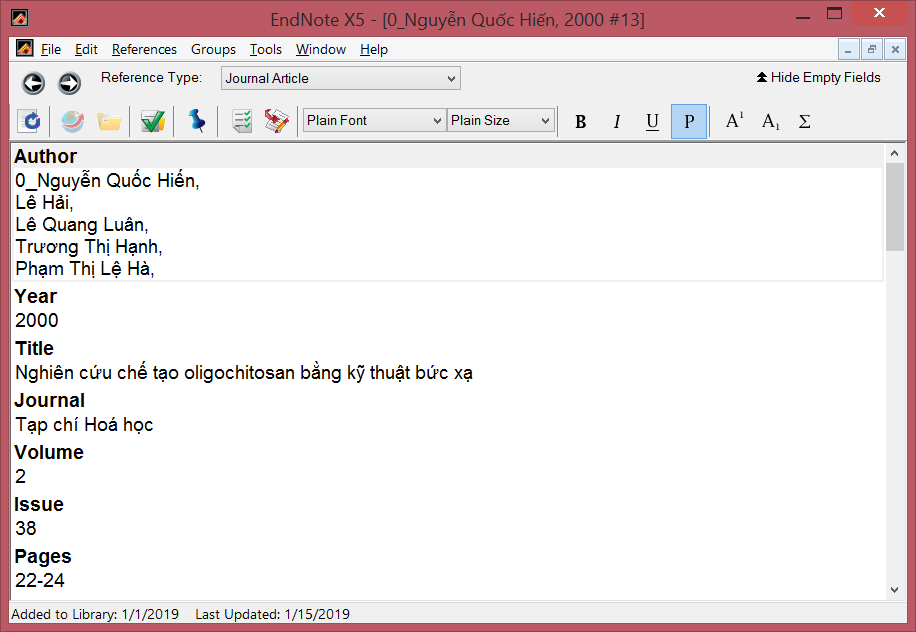 EndNote X5 - [0_Nguyễn Quốc Hiến, 2000 #13]
File Edit References Groups Tools Window Help
Reference Type: Journal Article Hide Empty Fields
Plain Font Plain Size B I U P A1 A1 Σ
Author
0_Nguyễn Quốc Hiến,
Lê Hải,
Lê Quang Luân,
Trương Thị Hạnh,
Phạm Thị Lệ Hà,
Year
2000
Title
Nghiên cứu chế tạo oligochitosan bằng kỹ thuật bức xạ
Journal
Tạp chí Hoá học
Volume
2
Issue
38
Pages
22-24
Added to Library: 1/1/2019 Last Updated: 1/15/2019